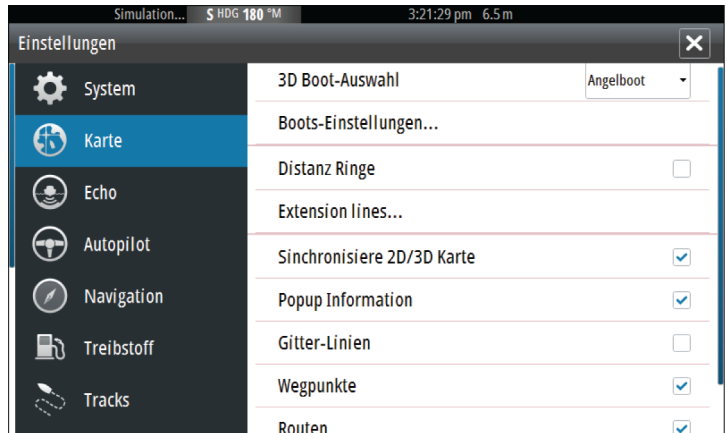 Simulation... S HDG 180 °M 3:21:29 pm 6.5 m
Einstellungen
System
Karte
Echo
Autopilot
Navigation
Treibstoff
Tracks
3D Boot-Auswahl Angelboot
Boots-Einstellungen...
Distanz Ringe
Extension lines...
Sinchronisiere 2D/3D Karte
Popup Information
Gitter-Linien
Wegpunkte
Routen